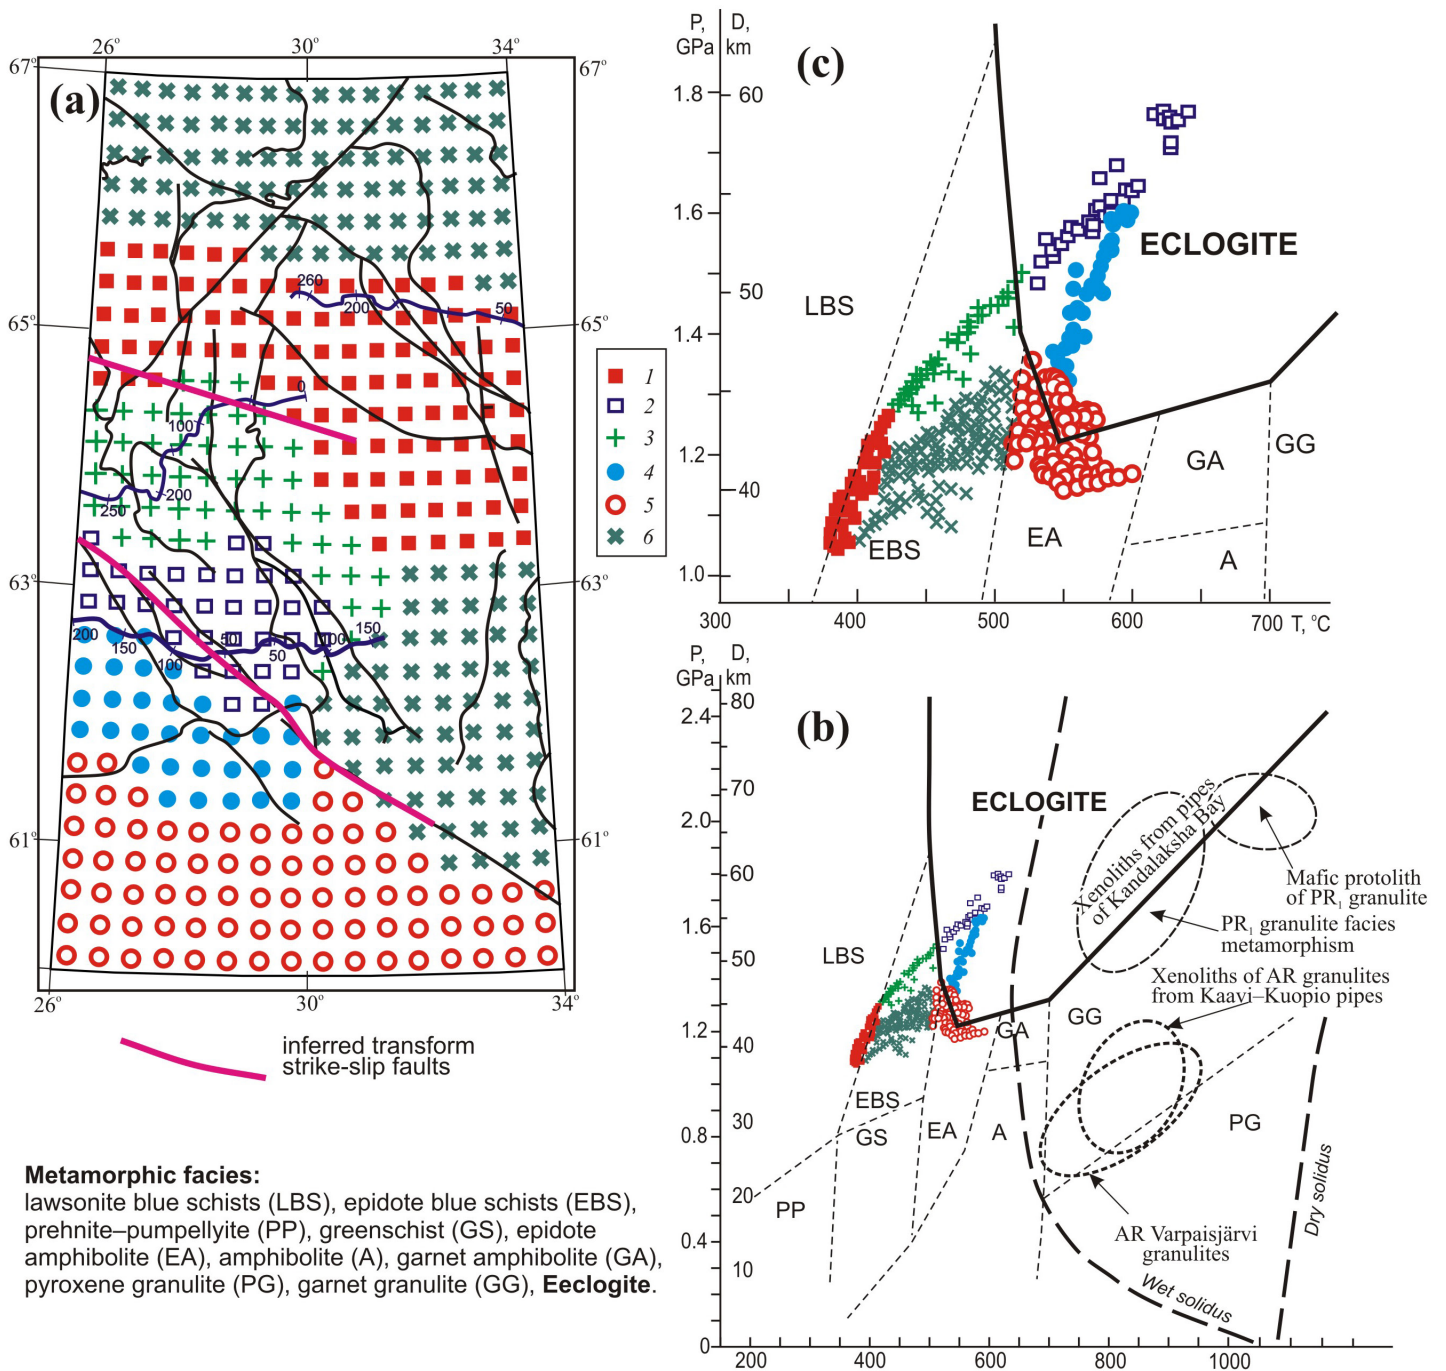 26°
30°
34°
67°
67°
(a)
260
200
50
65°
65°
0
100
200
250
63°
63°
200
150
100
50
50
100
150
61°
61°
26°
30°
34°
1
2
3
4
5
6
inferred transform
strike-slip faults
Metamorphic facies:
lawsonite blue schists (LBS), epidote blue schists (EBS),
prehnite–pumpellyite (PP), greenschist (GS), epidote
amphibolite (EA), amphibolite (A), garnet amphibolite (GA),
pyroxene granulite (PG), garnet granulite (GG), Eeclogite.
P,
GPa
D,
km
(c)
1.8
60
1.6
50
1.4
1.2
40
1.0
LBS
ECLOGITE
EBS
EA
GA
GG
A
300
400
500
600
700 T, °C
P,
GPa
D,
km
(b)
80
2.4
70
2.0
60
1.6
50
1.2
40
30
0.8
20
0.4
10
0
ECLOGITE
Xenoliths from pipes
of Kandalaksha Bay
Mafic protolith
of PR1 granulite
PR1 granulite facies
metamorphism
Xenoliths of AR granulites
from Kaavi–Kuopio pipes
LBS
GA
GG
EBS
GS
EA
A
PG
PP
AR Varpaisjärvi
granulites
Wet solidus
Dry solidus
200
400
600
800
1000